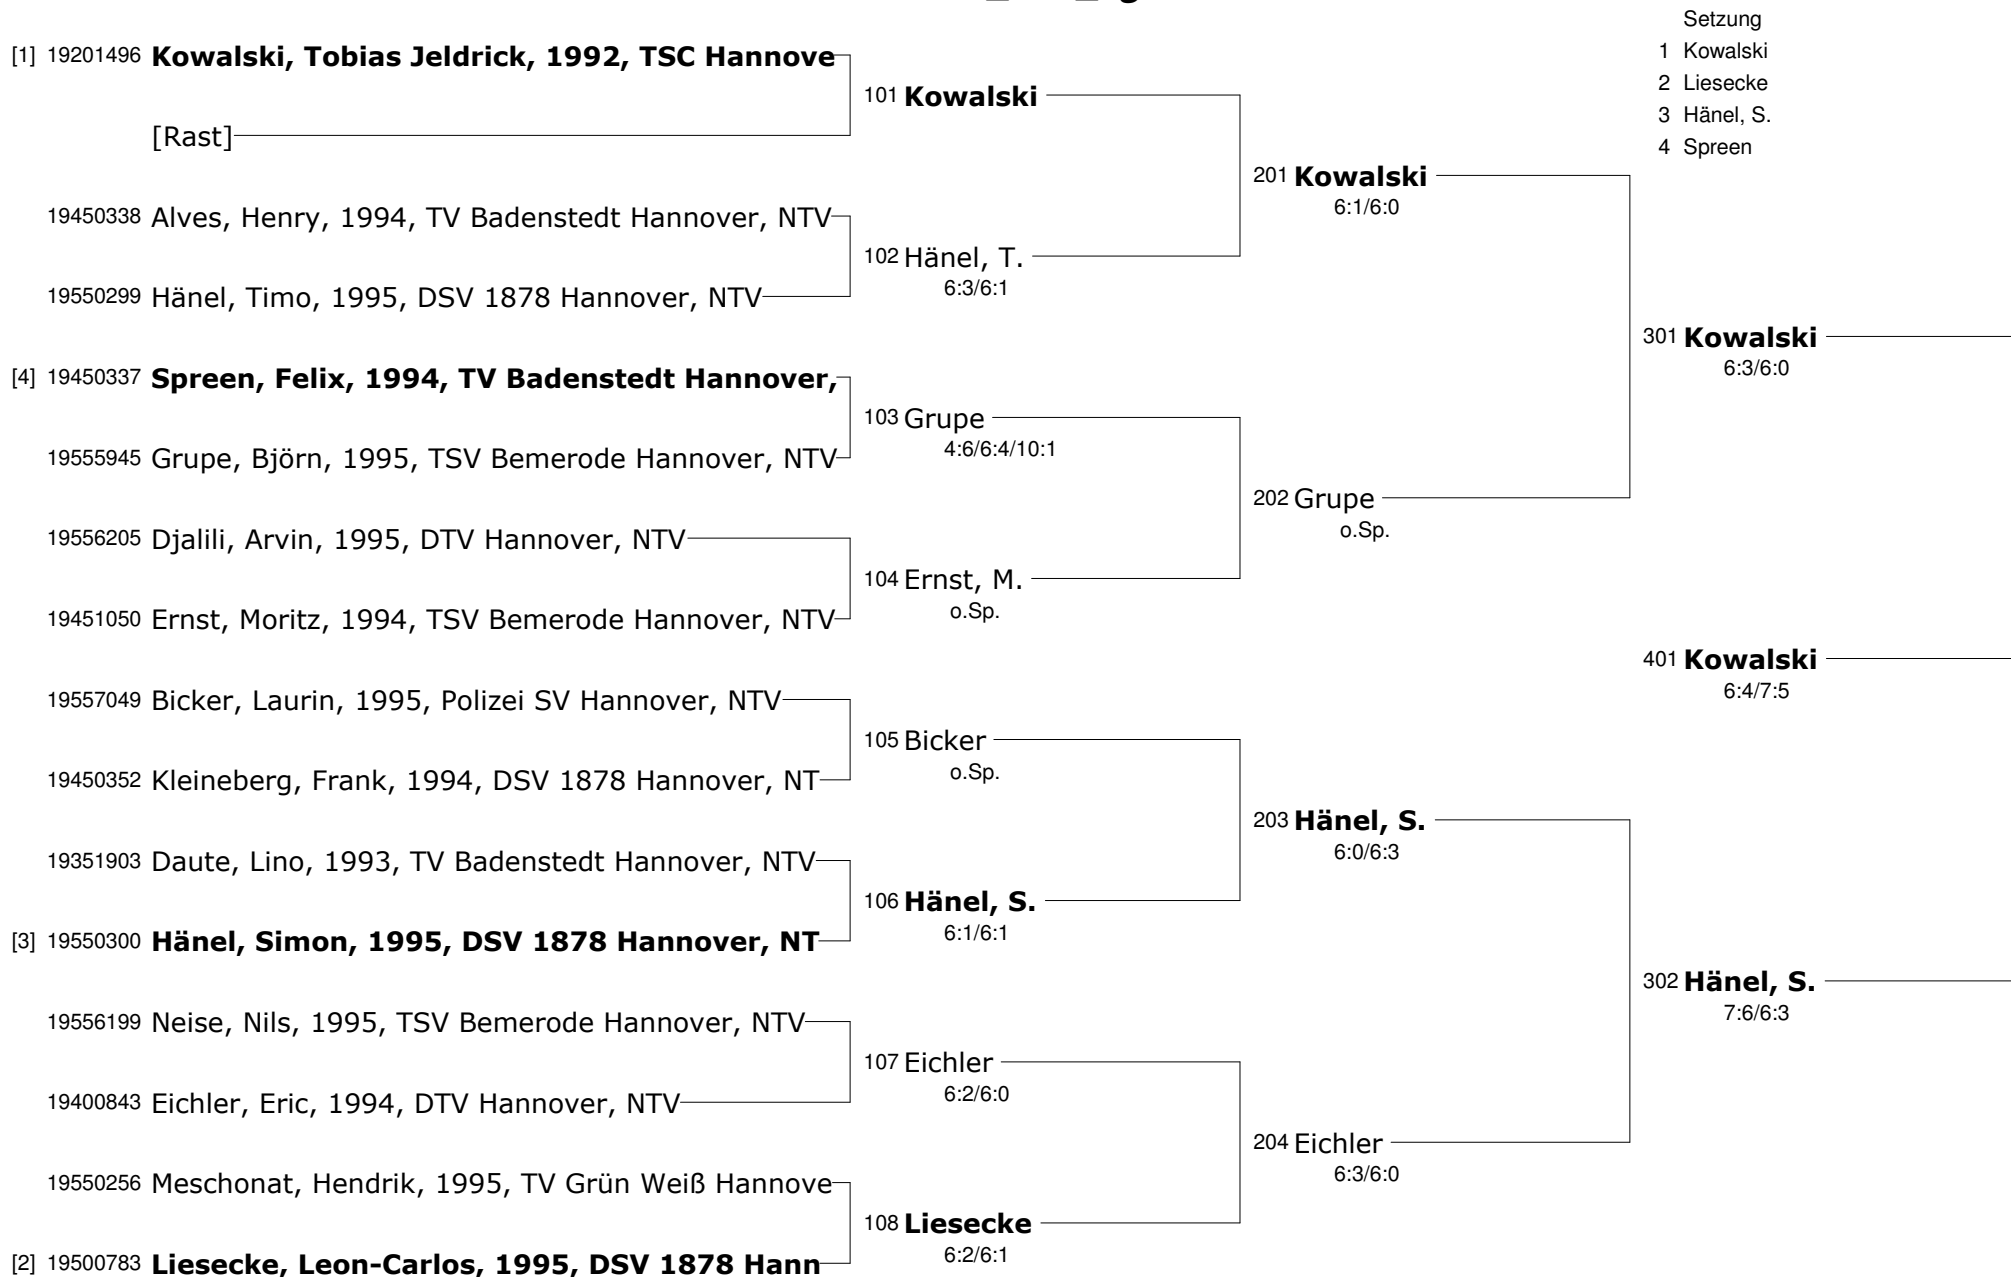 Setzung
1 Kowalski
2 Liesecke
3 Hänel, S.
4 Spreen
[1] 19201496 Kowalski, Tobias Jeldrick, 1992, TSC Hannove
101 Kowalski
[Rast]
201 Kowalski
6:1/6:0
19450338 Alves, Henry, 1994, TV Badenstedt Hannover, NTV
102 Hänel, T.
6:3/6:1
19550299 Hänel, Timo, 1995, DSV 1878 Hannover, NTV
301 Kowalski
6:3/6:0
[4] 19450337 Spreen, Felix, 1994, TV Badenstedt Hannover,
103 Grupe
4:6/6:4/10:1
19555945 Grupe, Björn, 1995, TSV Bemerode Hannover, NTV
202 Grupe
o.Sp.
19556205 Djalili, Arvin, 1995, DTV Hannover, NTV
104 Ernst, M.
o.Sp.
19451050 Ernst, Moritz, 1994, TSV Bemerode Hannover, NTV
401 Kowalski
6:4/7:5
19557049 Bicker, Laurin, 1995, Polizei SV Hannover, NTV
105 Bicker
o.Sp.
19450352 Kleineberg, Frank, 1994, DSV 1878 Hannover, NT
203 Hänel, S.
6:0/6:3
19351903 Daute, Lino, 1993, TV Badenstedt Hannover, NTV
106 Hänel, S.
6:1/6:1
[3] 19550300 Hänel, Simon, 1995, DSV 1878 Hannover, NT
302 Hänel, S.
7:6/6:3
19556199 Neise, Nils, 1995, TSV Bemerode Hannover, NTV
107 Eichler
6:2/6:0
19400843 Eichler, Eric, 1994, DTV Hannover, NTV
204 Eichler
6:3/6:0
19550256 Meschonat, Hendrik, 1995, TV Grün Weiß Hannove
108 Liesecke
6:2/6:1
[2] 19500783 Liesecke, Leon-Carlos, 1995, DSV 1878 Hann